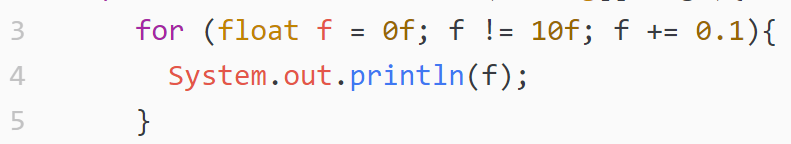 3 for (float f = 0f; f != 10f; f += 0.1){
4 System.out.println(f);
5 }